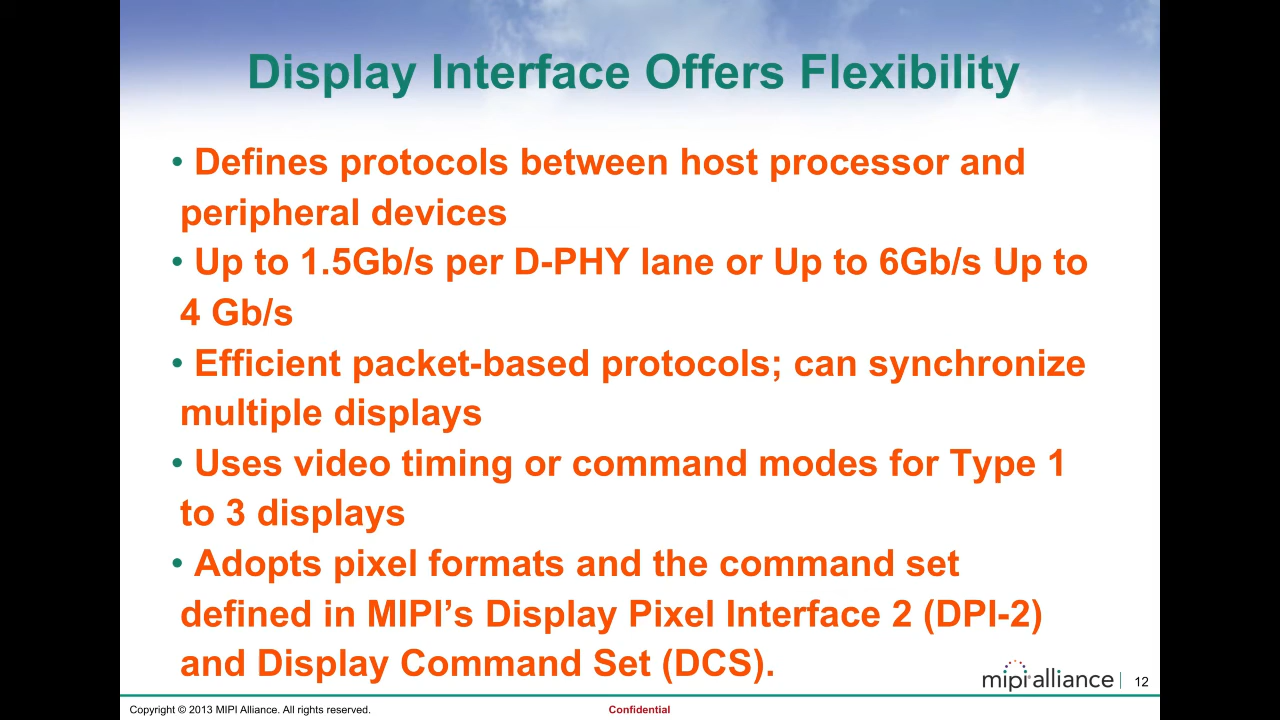 Display Interface Offers Flexibility
• Defines protocols between host processor and
peripheral devices
• Up to 1.5Gb/s per D-PHY lane or Up to 6Gb/s Up to
4 Gb/s
• Efficient packet-based protocols; can synchronize
multiple displays
• Uses video timing or command modes for Type 1
to 3 displays
• Adopts pixel formats and the command set
defined in MIPI’s Display Pixel Interface 2 (DPI-2)
and Display Command Set (DCS).
mipi alliance | 12
Copyright © 2013 MIPI Alliance. All rights reserved. Confidential